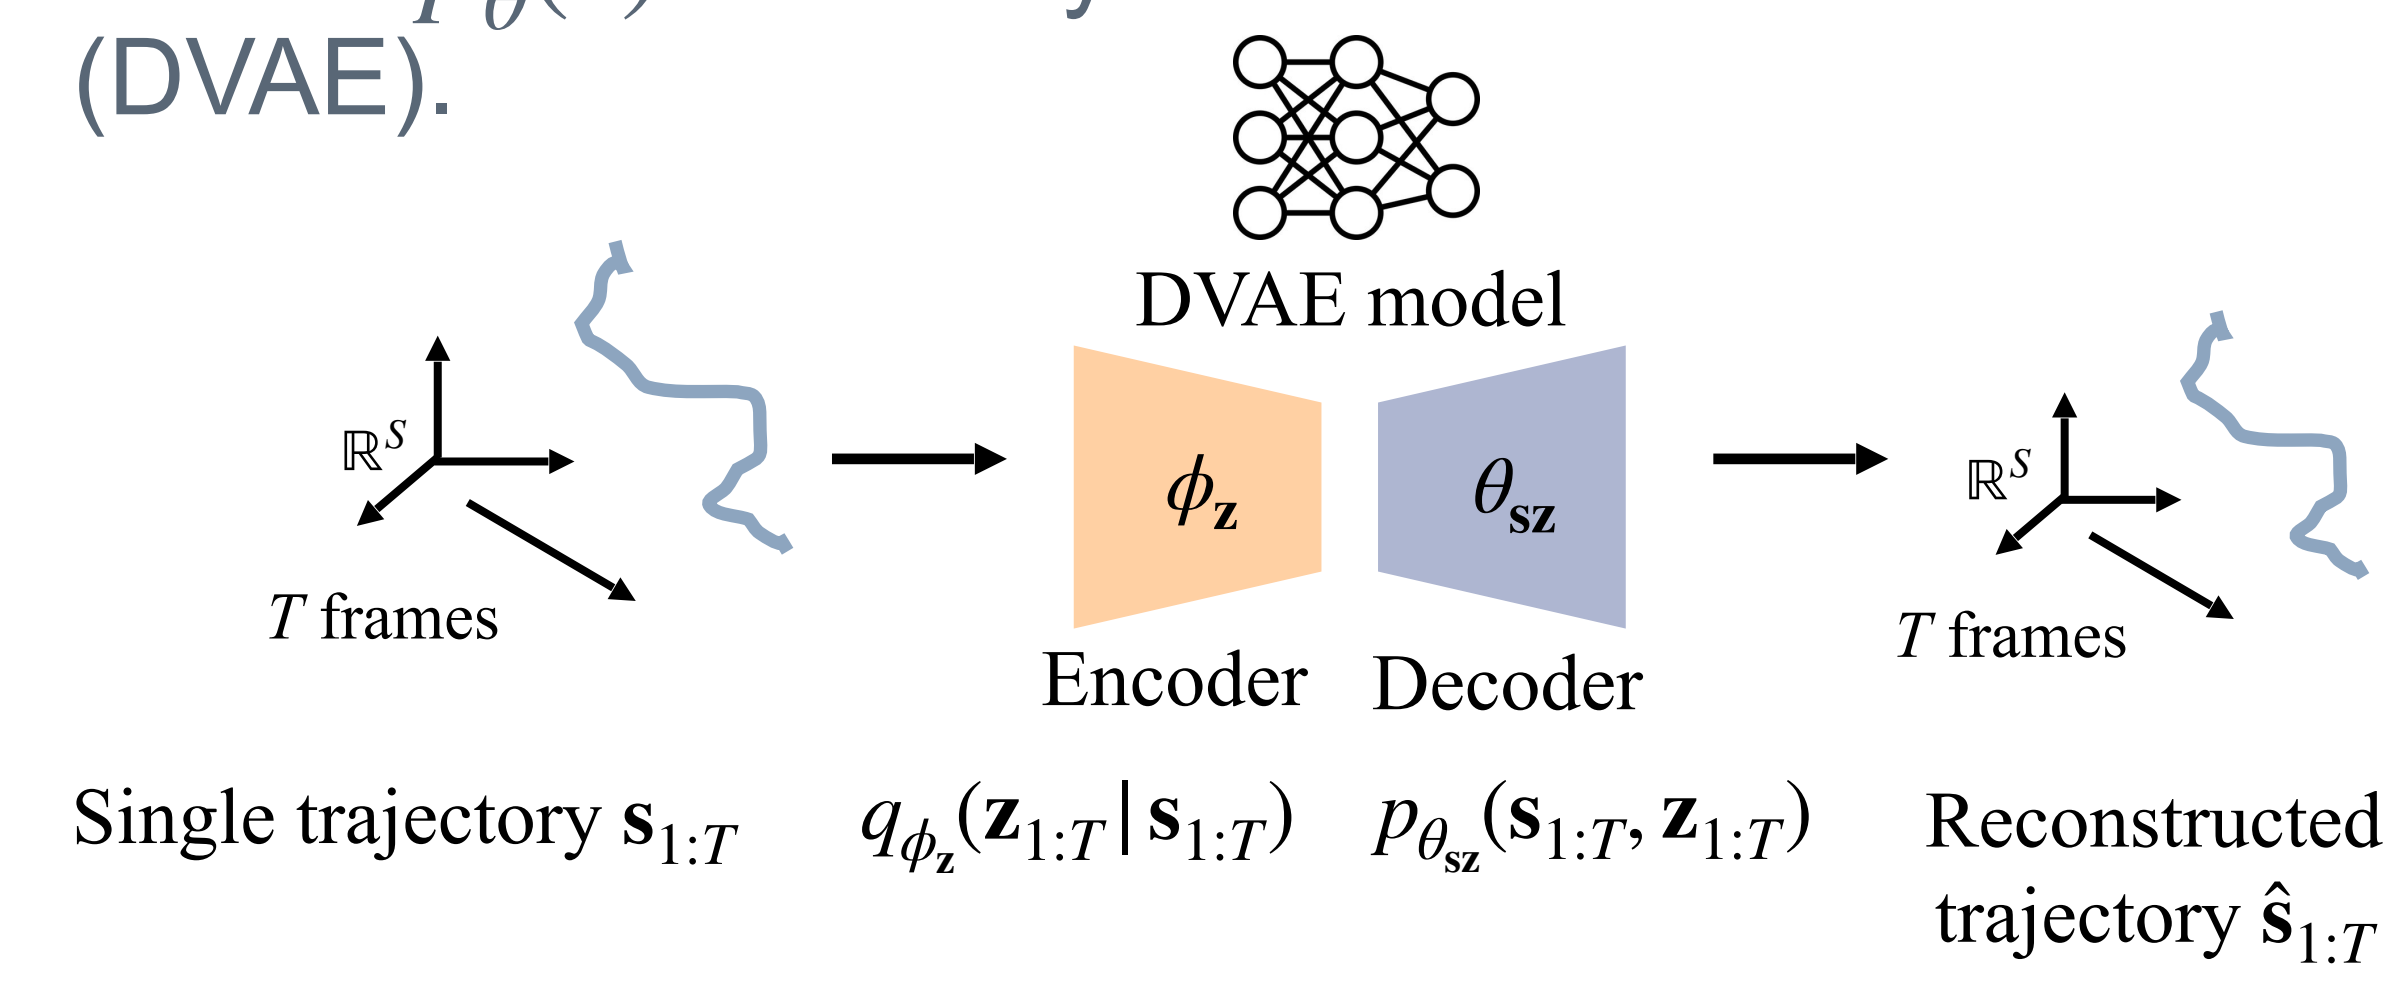 (DVAE).
DVAE model
ℝ^S
T frames
ϕ_z
θ_sz
ℝ^S
T frames
Encoder
Decoder
Single trajectory s_{1:T}
q_{ϕ_z}(z_{1:T} | s_{1:T})
p_{θ_sz}(s_{1:T}, z_{1:T})
Reconstructed
trajectory ŝ_{1:T}